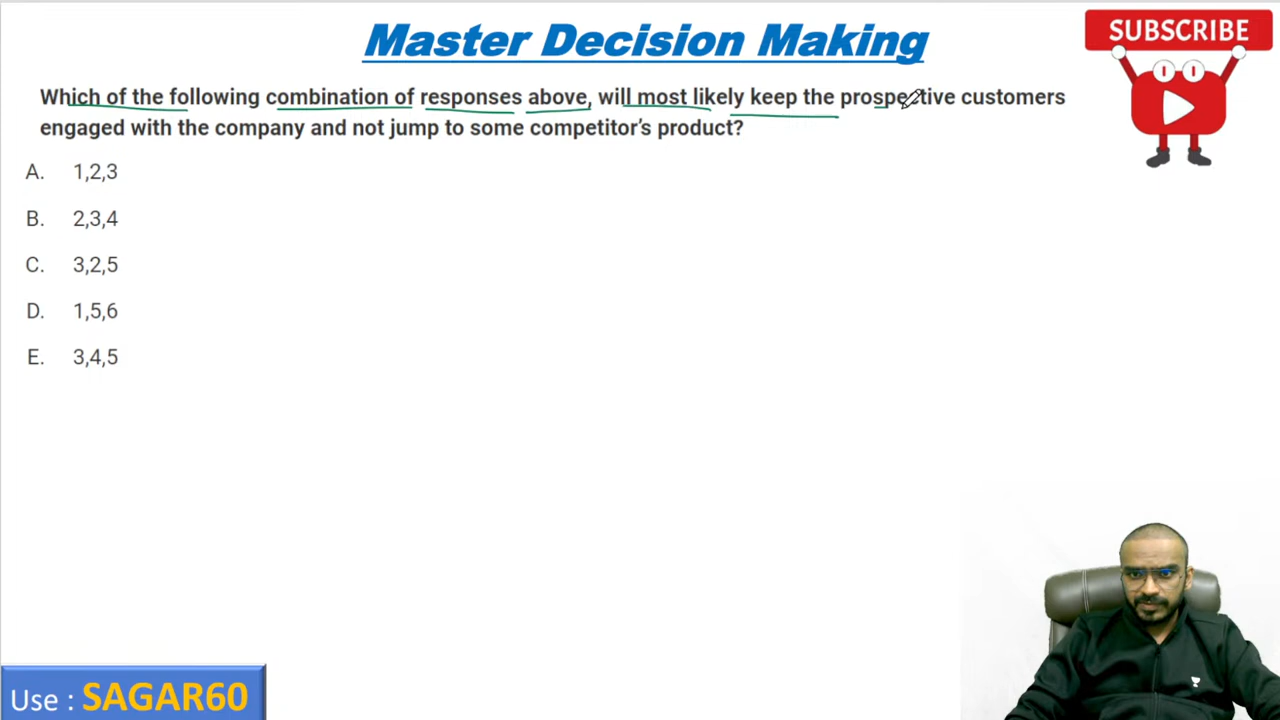 Master Decision Making
SUBSCRIBE
Which of the following combination of responses above, will most likely keep the prospective customers
engaged with the company and not jump to some competitor's product?
A. 1,2,3
B. 2,3,4
C. 3,2,5
D. 1,5,6
E. 3,4,5
Use : SAGAR60